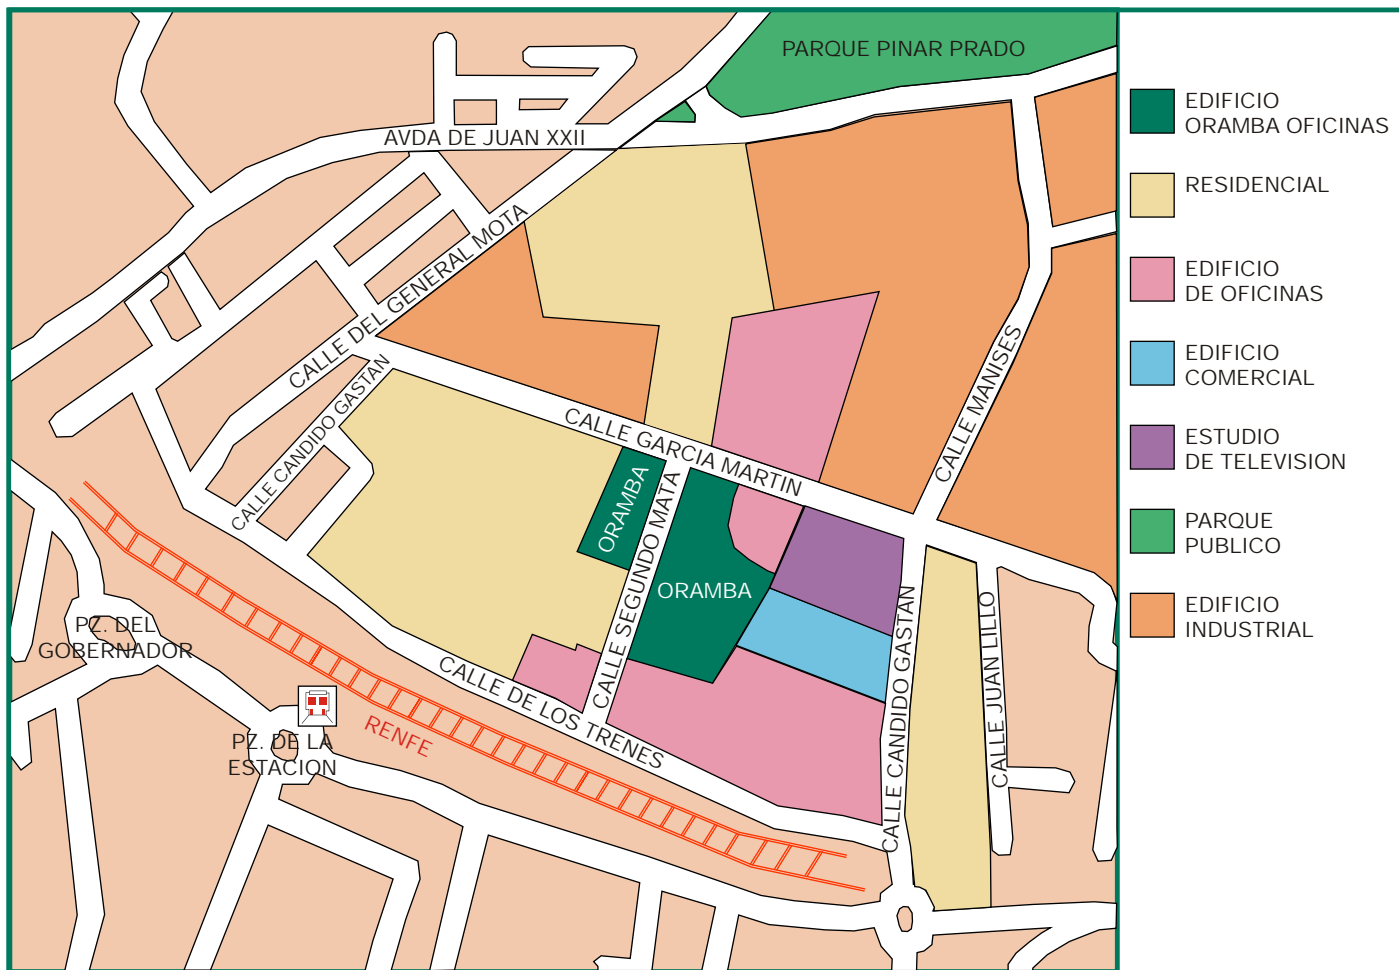 PARQUE PINAR PRADO
AVDA DE JUAN XXII
CALLE DEL GENERAL MOTA
CALLE CANDIDO GASTAN
CALLE GARCIA MARTIN
CALLE MANISES
ORAMBA
CALLE SEGUNDO MATA
ORAMBA
CALLE CANDIDO GASTAN
CALLE JUAN LILLO
CALLE DE LOS TRENES
PZ. DEL
GOBERNADOR
PZ. DE LA
ESTACION
RENFE
EDIFICIO
ORAMBA OFICINAS
RESIDENCIAL
EDIFICIO
DE OFICINAS
EDIFICIO
COMERCIAL
ESTUDIO
DE TELEVISION
PARQUE
PUBLICO
EDIFICIO
INDUSTRIAL